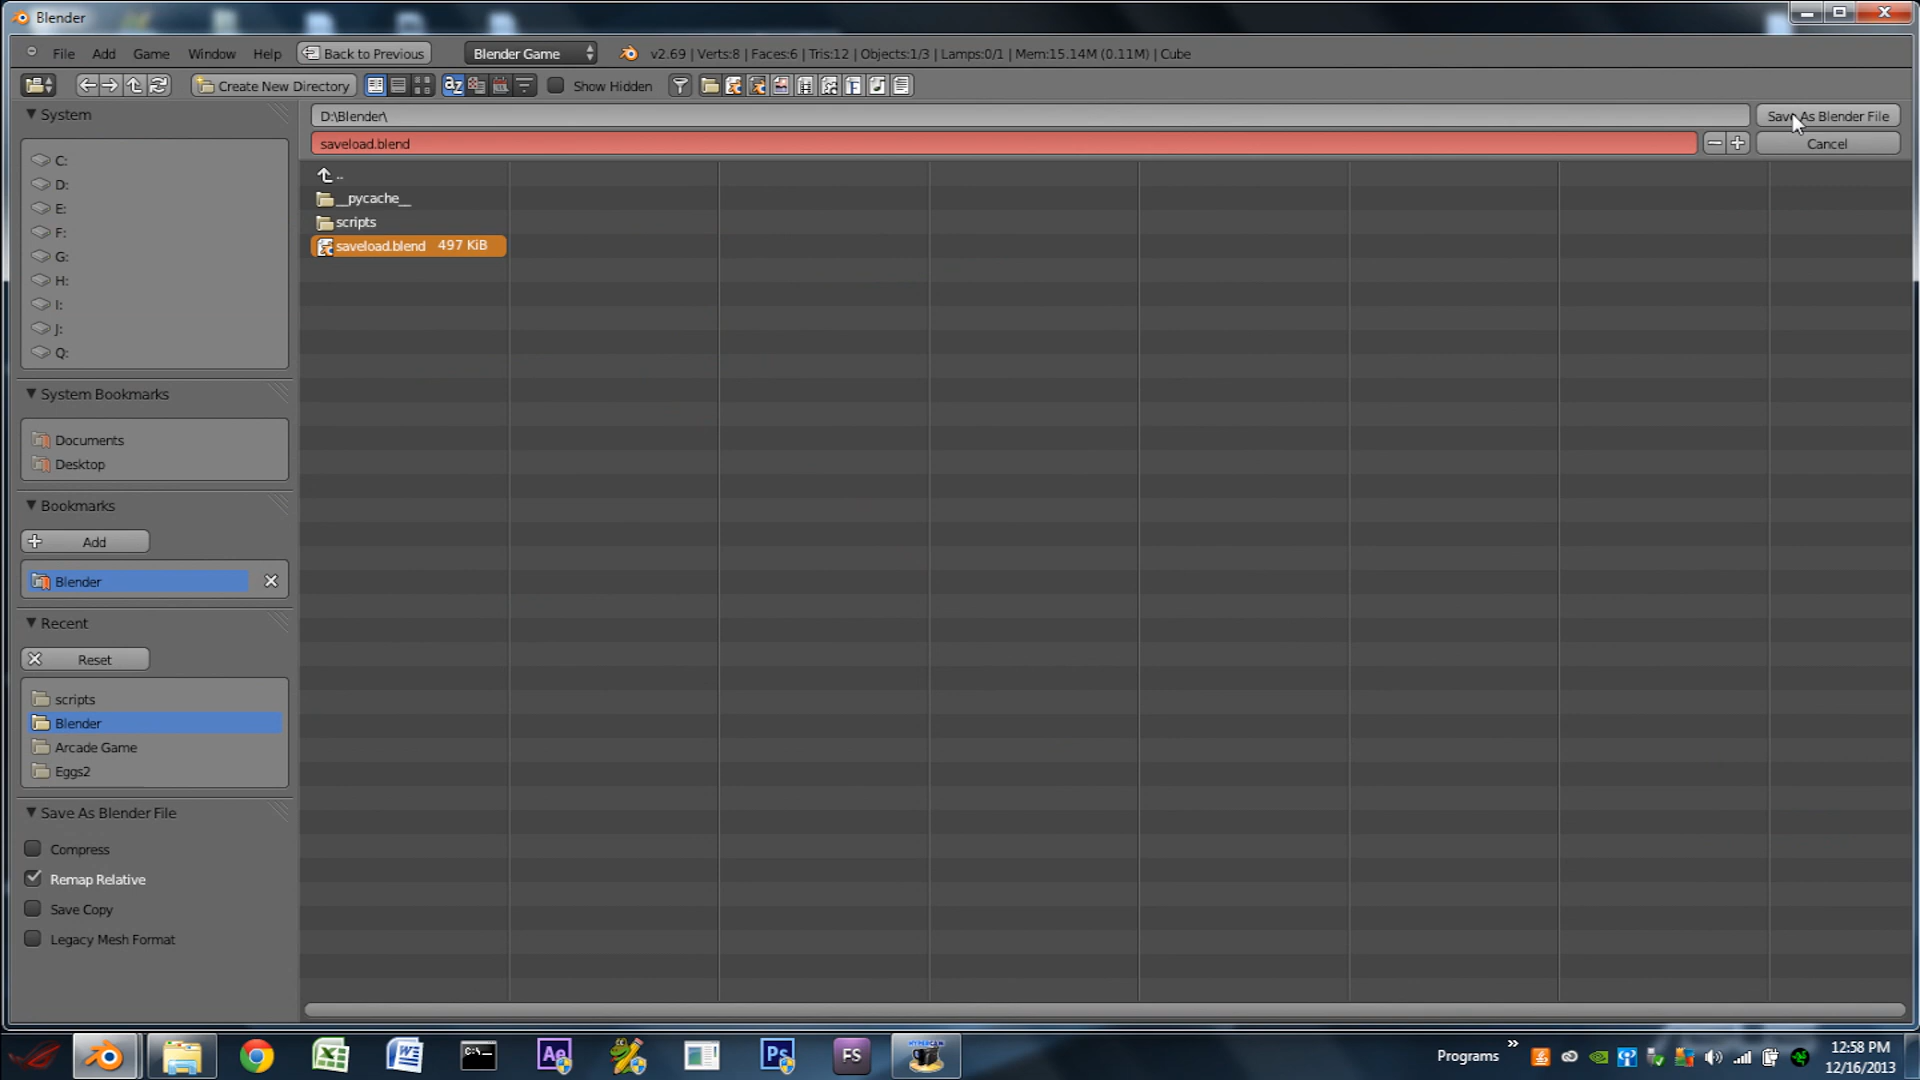 Blender
File Add Game Window Help Back to Previous Blender Game v2.69 | Verts:8 | Faces:6 | Tris:12 | Objects:1/3 | Lamps:0/1 | Mem:15.14M (0.11M) | Cube
Create New Directory Show Hidden
System
C:
D:
E:
F:
G:
H:
I:
J:
Q:
System Bookmarks
Documents
Desktop
Bookmarks
Add
Blender
Recent
Reset
scripts
Blender
Arcade Game
Eggs2
Save As Blender File
Compress
Remap Relative
Save Copy
Legacy Mesh Format
D:\Blender\ Save As Blender File
saveload.blend Cancel
..
__pycache__
scripts
saveload.blend 497 KiB
Ae Ps FS HYPERCAM Programs 12:58 PM
12/16/2013